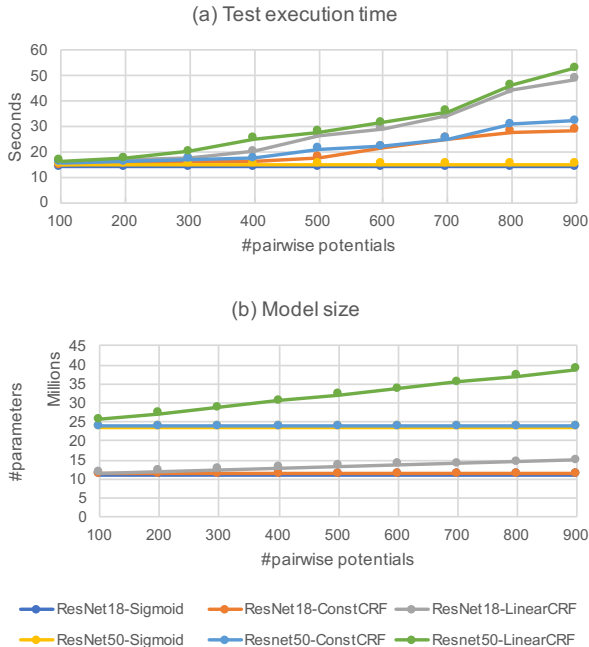 (a) Test execution time
60
50
40
30
20
10
0
Seconds
100 200 300 400 500 600 700 800 900
#pairwise potentials
(b) Model size
45
40
35
30
25
20
15
10
5
0
#parameters
Millions
100 200 300 400 500 600 700 800 900
#pairwise potentials
ResNet18-Sigmoid ResNet18-ConstCRF ResNet18-LinearCRF
ResNet50-Sigmoid Resnet50-ConstCRF Resnet50-LinearCRF